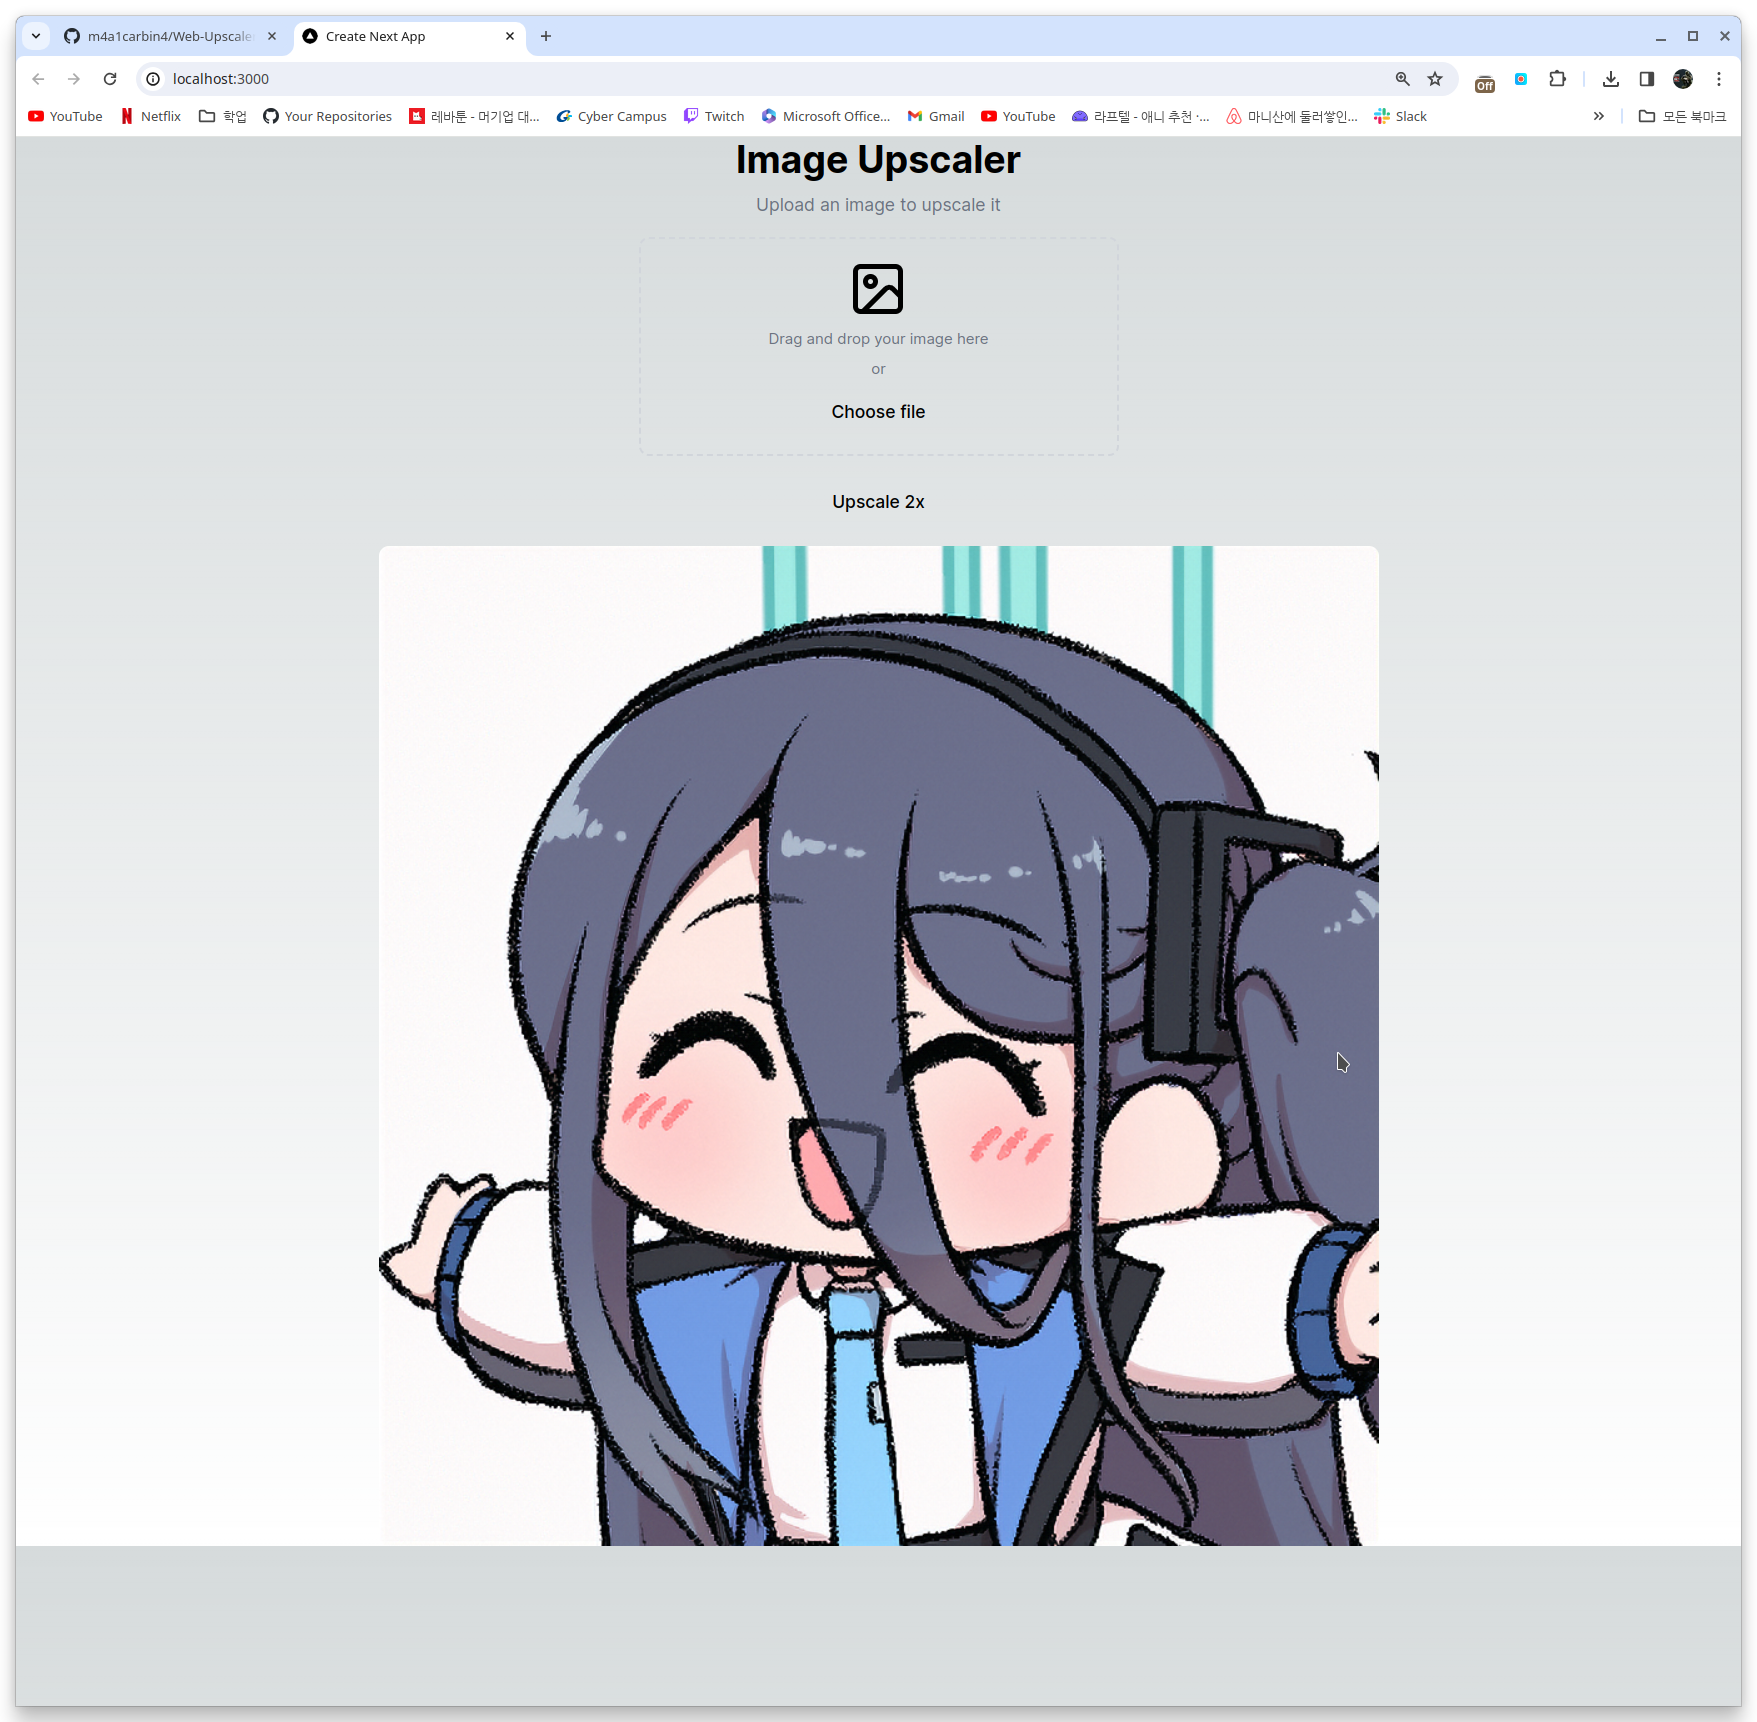 m4a1carbin4/Web-Upscale
Create Next App
localhost:3000
Off
YouTube Netflix 학업 Your Repositories 레바툰 - 머기업 대... Cyber Campus Twitch Microsoft Office... Gmail YouTube 라프텔 - 애니 추천 ·... 마니산에 둘러쌓인... Slack » 모든 북마크
Image Upscaler
Upload an image to upscale it
Drag and drop your image here
or
Choose file
Upscale 2x